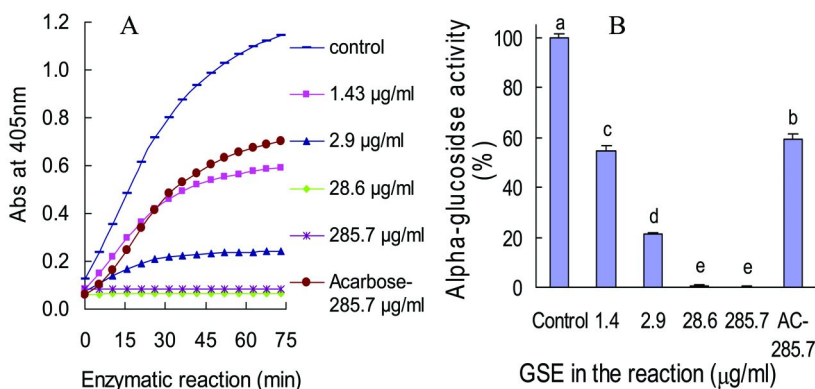 A
Abs at 405nm
1.2
1.0
0.8
0.6
0.4
0.2
0.0
0 15 30 45 60 75
Enzymatic reaction (min)
control
1.43 µg/ml
2.9 µg/ml
28.6 µg/ml
285.7 µg/ml
Acarbose-
285.7 µg/ml
B
Alpha-glucosidse activity
(%)
100
80
60
40
20
0
a
c
d
e
e
b
Control 1.4 2.9 28.6 285.7 AC-
285.7
GSE in the reaction (µg/ml)